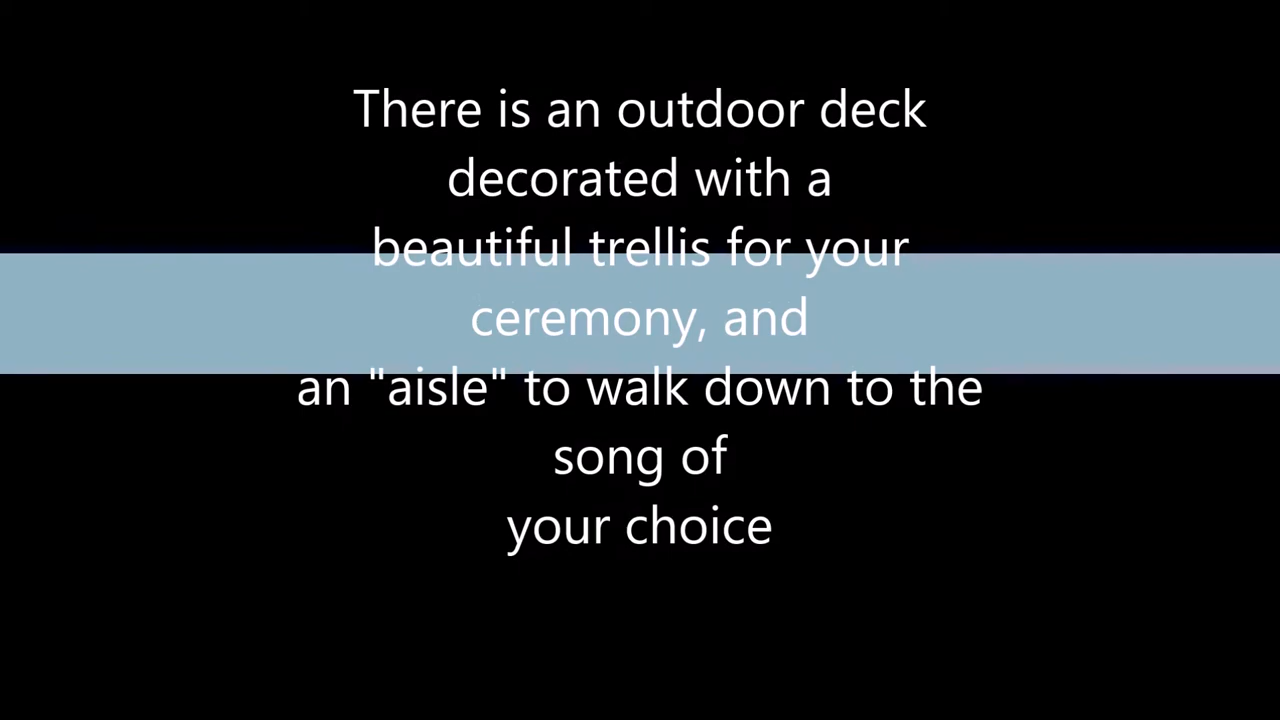 There is an outdoor deck
decorated with a
beautiful trellis for your
ceremony, and
an "aisle" to walk down to the
song of
your choice